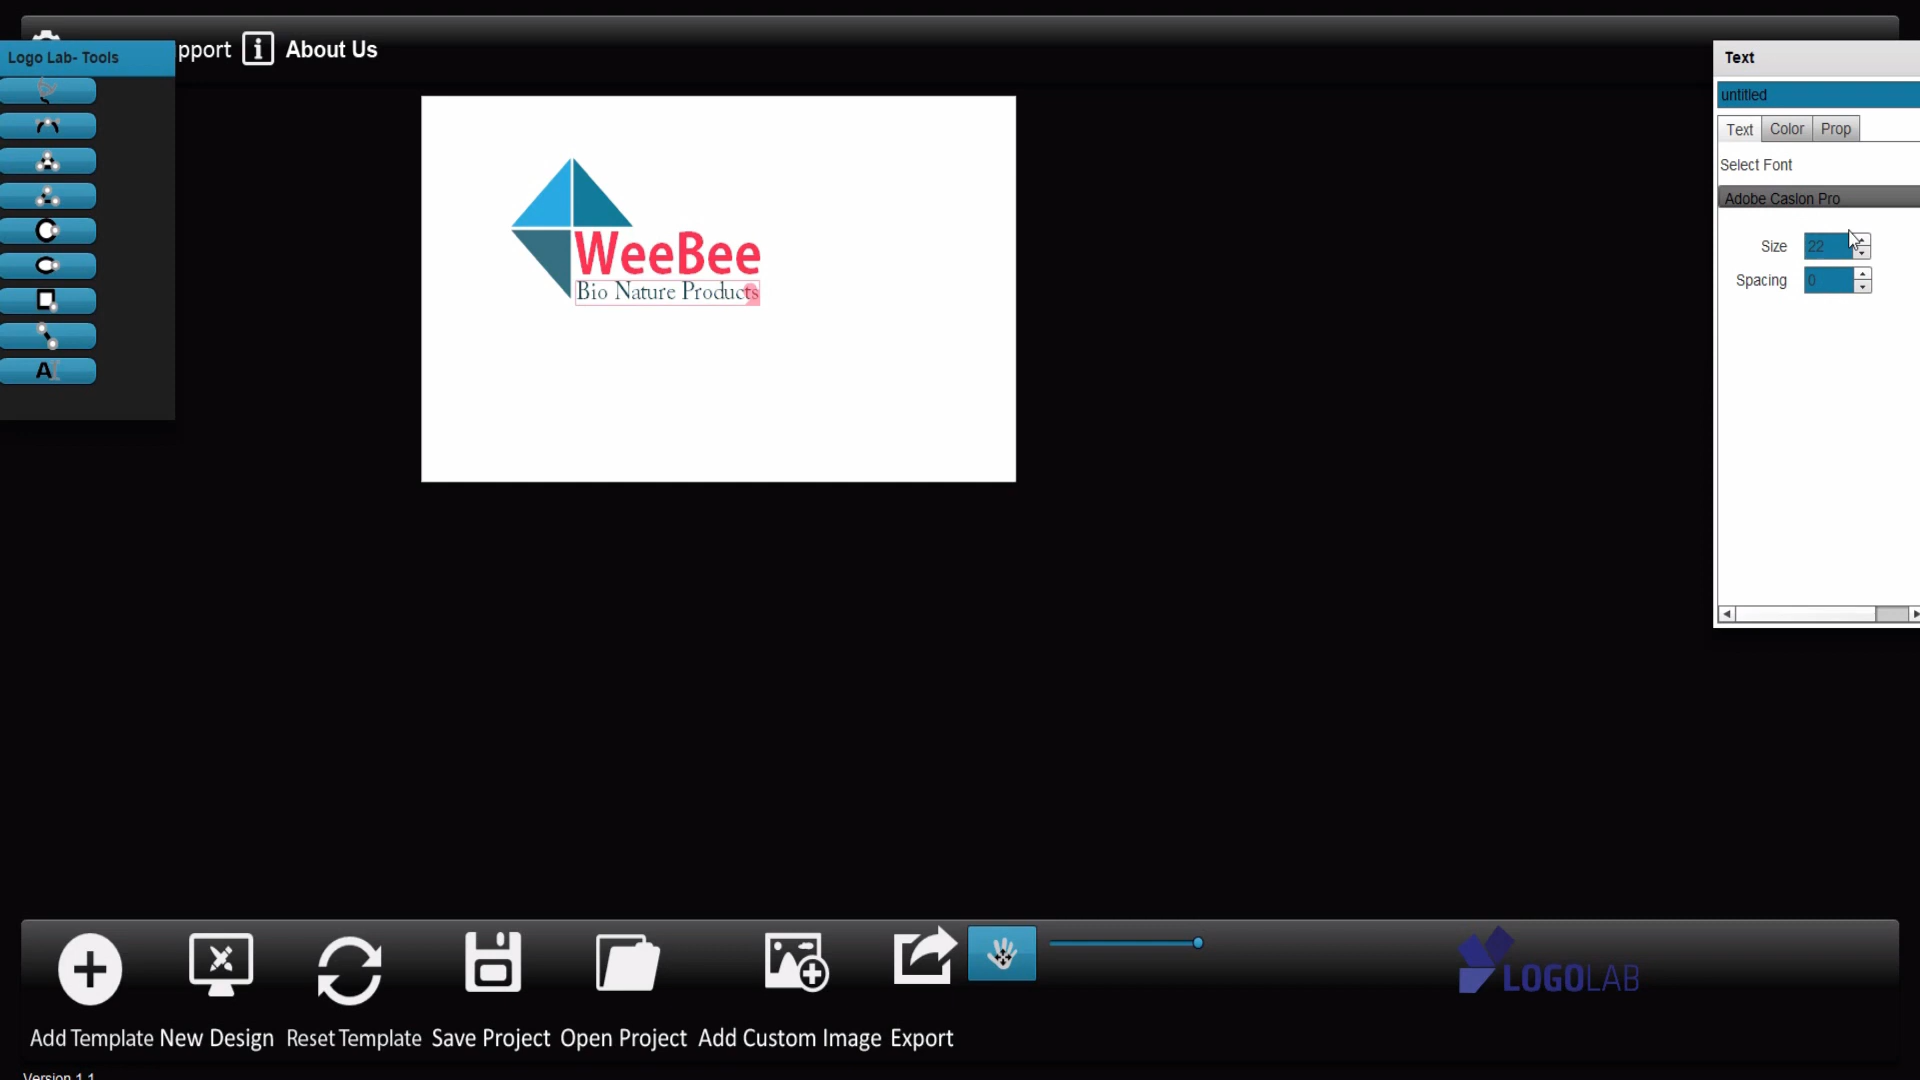 pport
About Us
Logo Lab- Tools
Text
untitled
Text Color Prop
Select Font
Adobe Caslon Pro
Size 22
Spacing 0
WeeBee
Bio Nature Products
A
LOGOLAB
Add Template New Design Reset Template Save Project Open Project Add Custom Image Export
Version 1.1